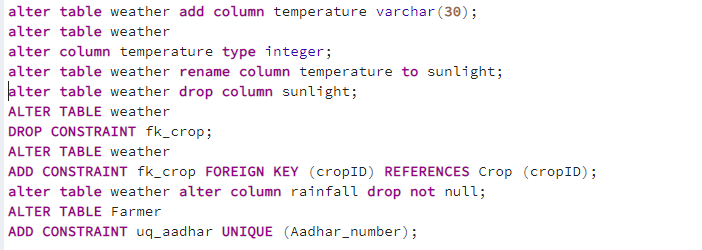 alter table weather add column temperature varchar(30);
alter table weather
alter column temperature type integer;
alter table weather rename column temperature to sunlight;
alter table weather drop column sunlight;
ALTER TABLE weather
DROP CONSTRAINT fk_crop;
ALTER TABLE weather
ADD CONSTRAINT fk_crop FOREIGN KEY (cropID) REFERENCES Crop (cropID);
alter table weather alter column rainfall drop not null;
ALTER TABLE Farmer
ADD CONSTRAINT uq_aadhar UNIQUE (Aadhar_number);